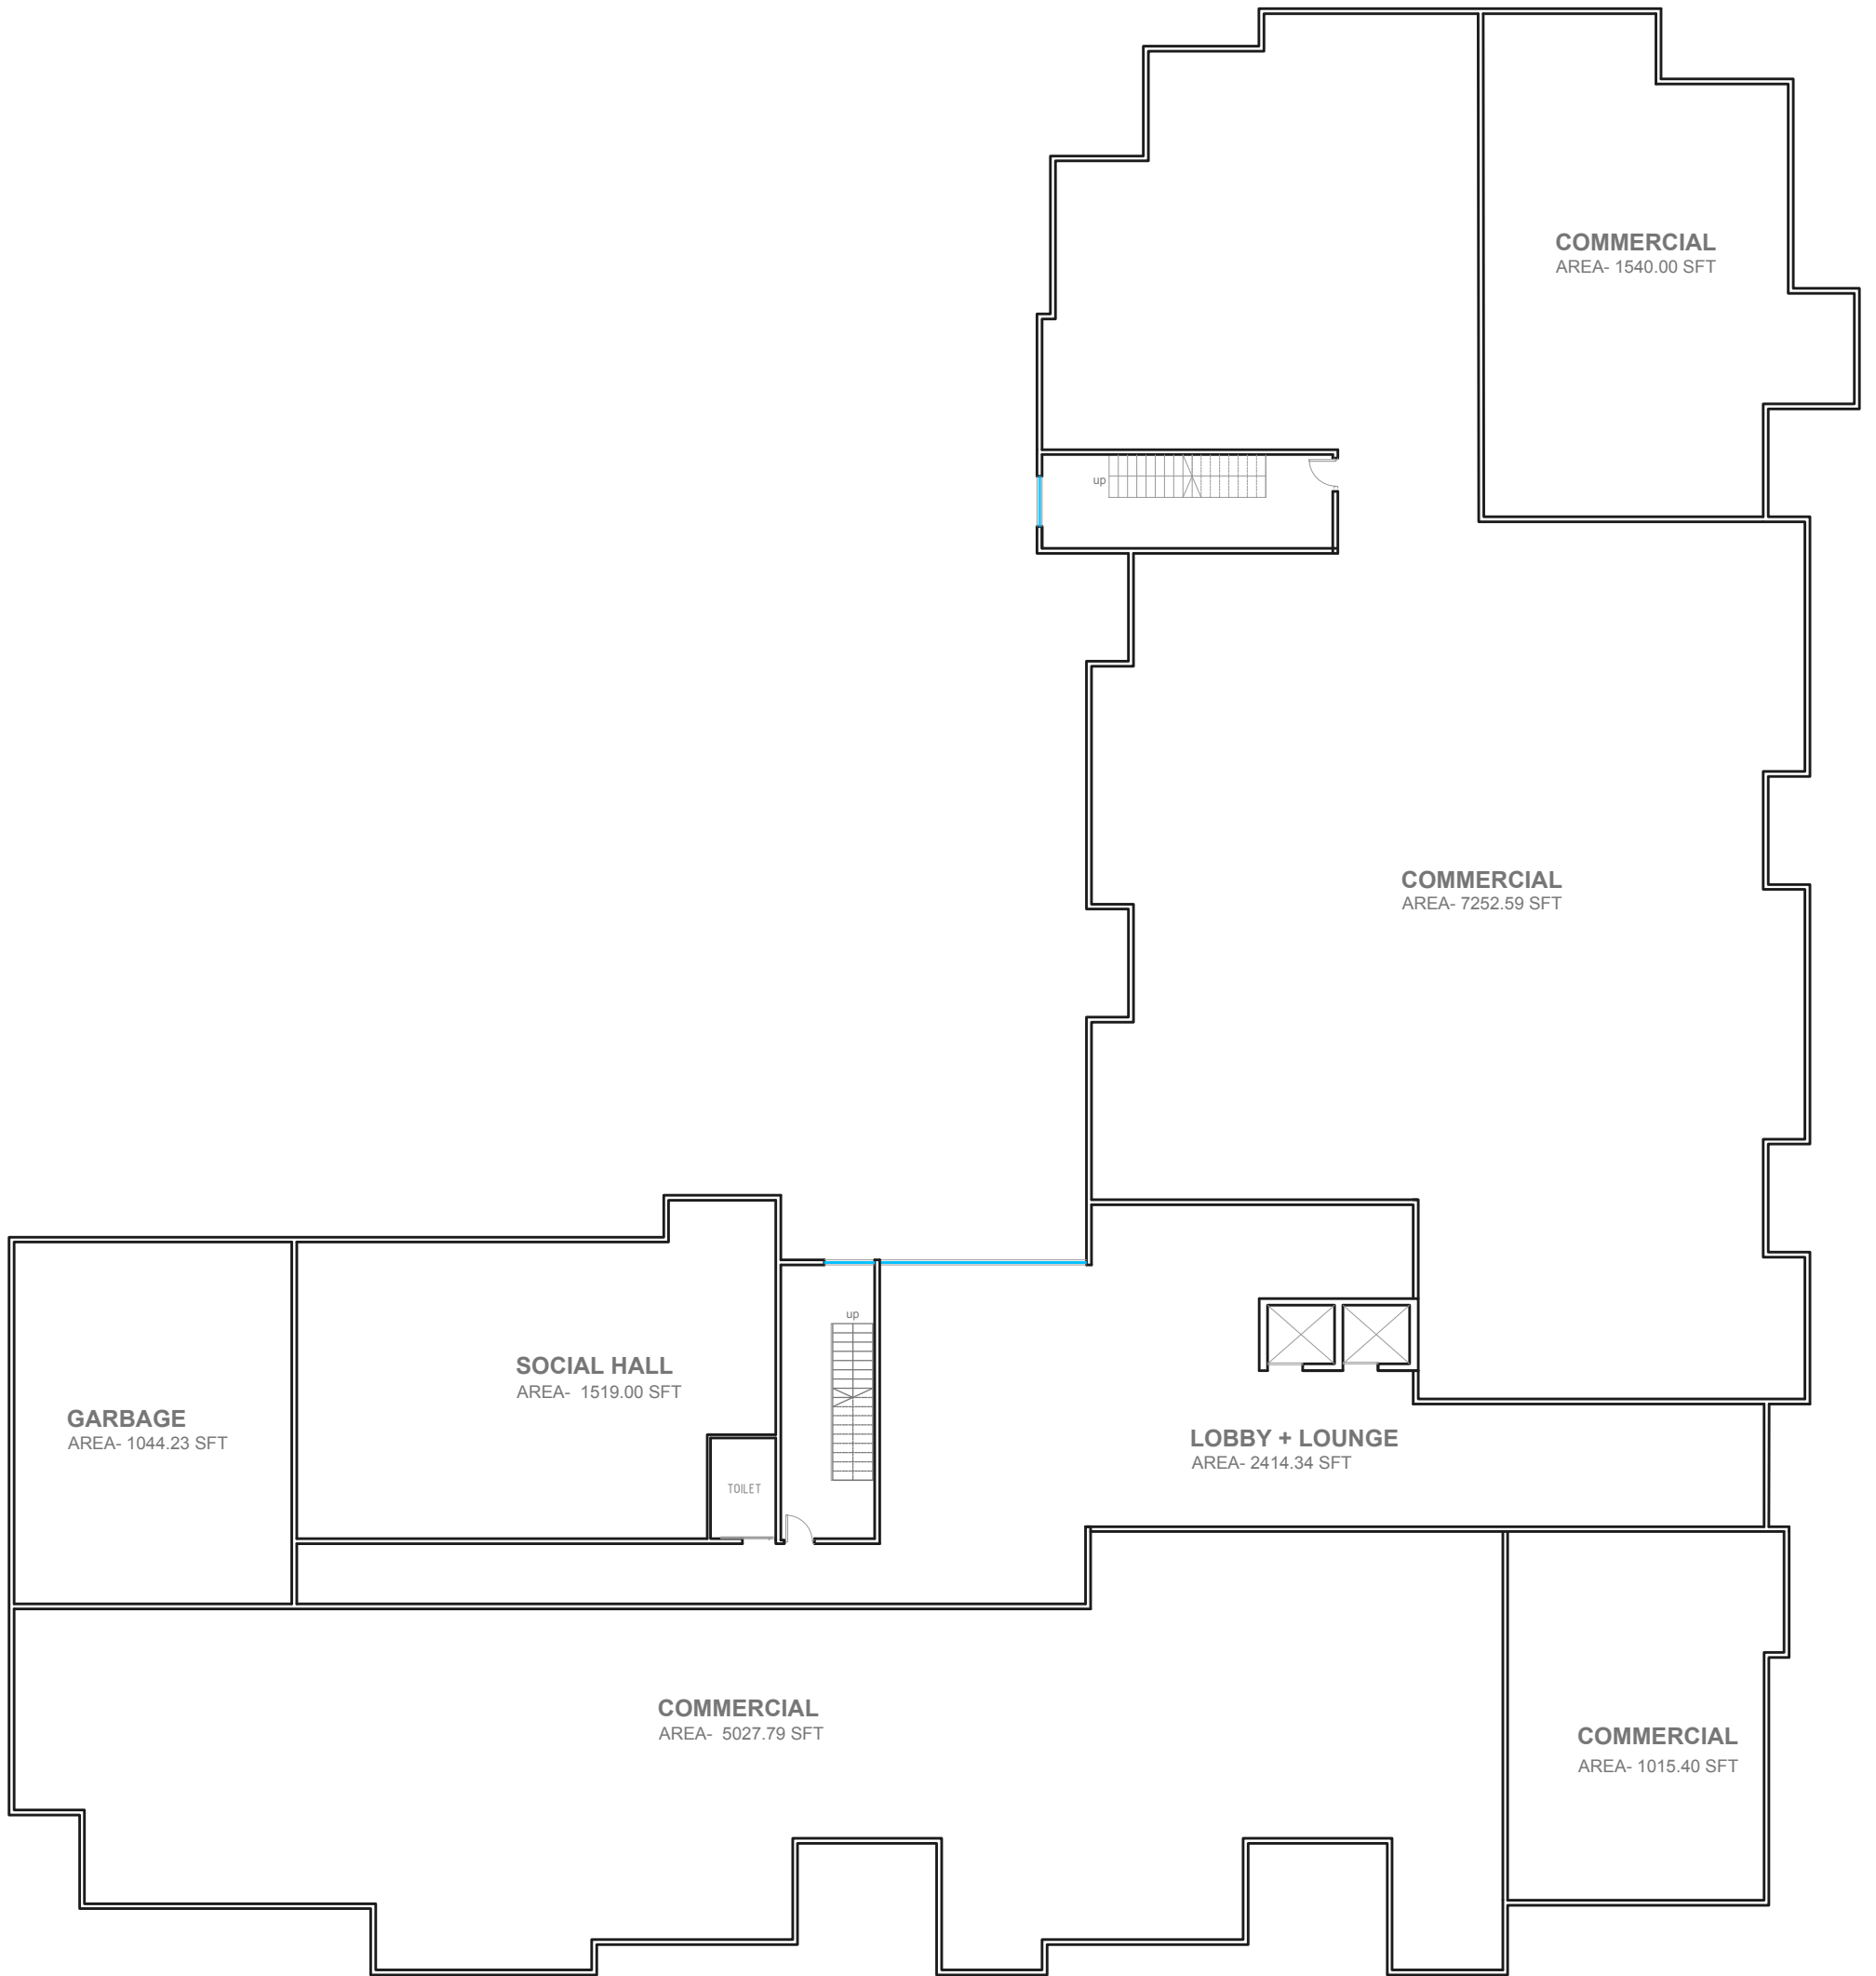 COMMERCIAL
AREA- 1540.00 SFT
up
COMMERCIAL
AREA- 7252.59 SFT
up
SOCIAL HALL
AREA- 1519.00 SFT
GARBAGE
AREA- 1044.23 SFT
LOBBY + LOUNGE
AREA- 2414.34 SFT
TOILET
COMMERCIAL
AREA- 5027.79 SFT
COMMERCIAL
AREA- 1015.40 SFT